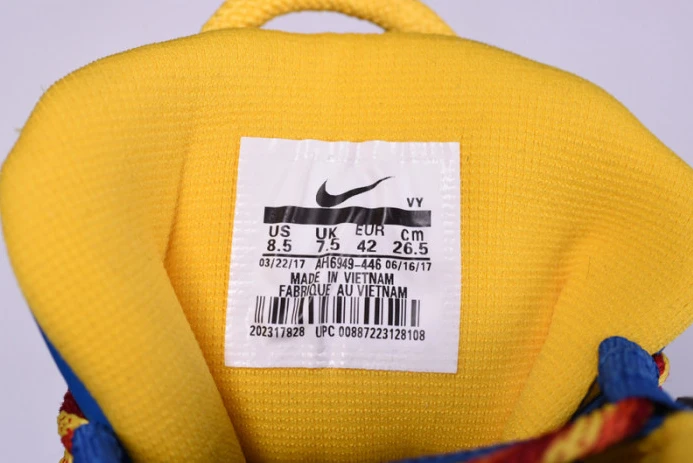 VY
US UK EUR Cm
8.5 7.5 42 26.5
03/22/17 AH6949-446 06/16/17
MADE IN VIETNAM
FABRIQUE AU VIETNAM
202317828 UPC 00887223128108